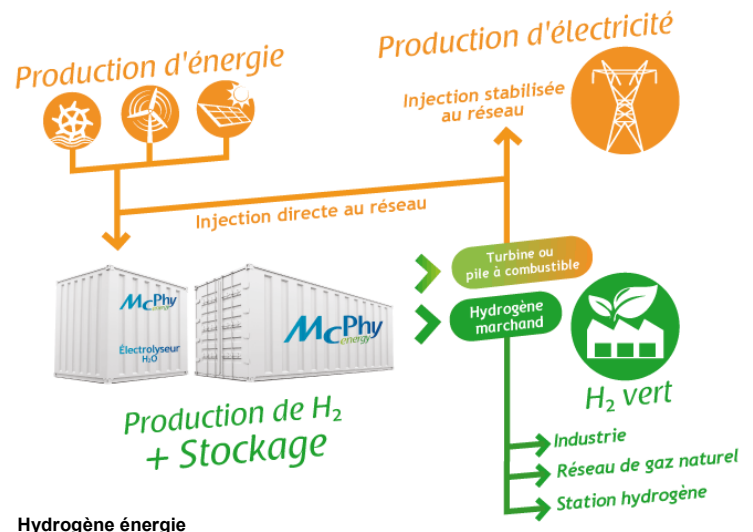 Production d'énergie
Production d'électricité
Injection stabilisée
au réseau
Injection directe au réseau
McPhy
energy
Électrolyseur
H₂O
McPhy
energy
Turbine ou
pile à combustible
Hydrogène
marchand
Production de H₂
+ Stockage
H₂ vert
Industrie
Réseau de gaz naturel
Station hydrogène
Hydrogène énergie